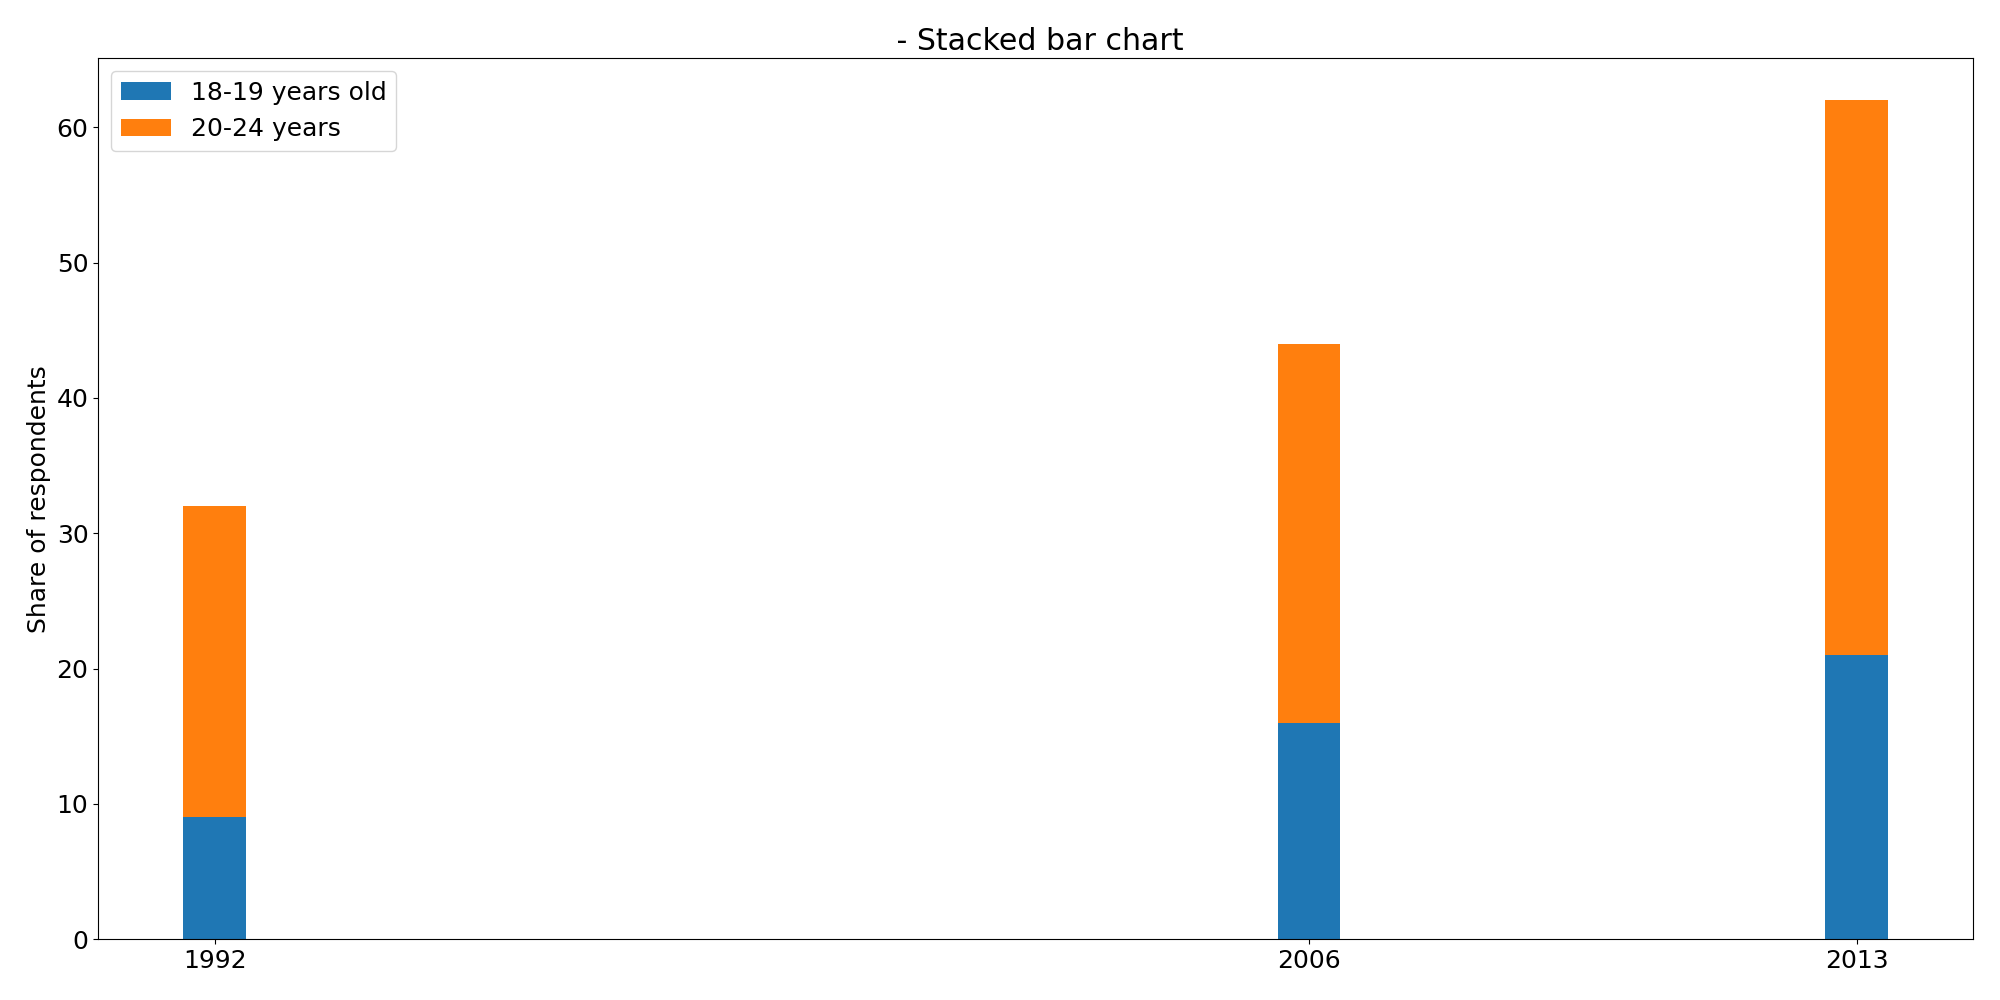 - Stacked bar chart
18-19 years old
20-24 years
Share of respondents
60
50
40
30
20
10
0
1992
2006
2013